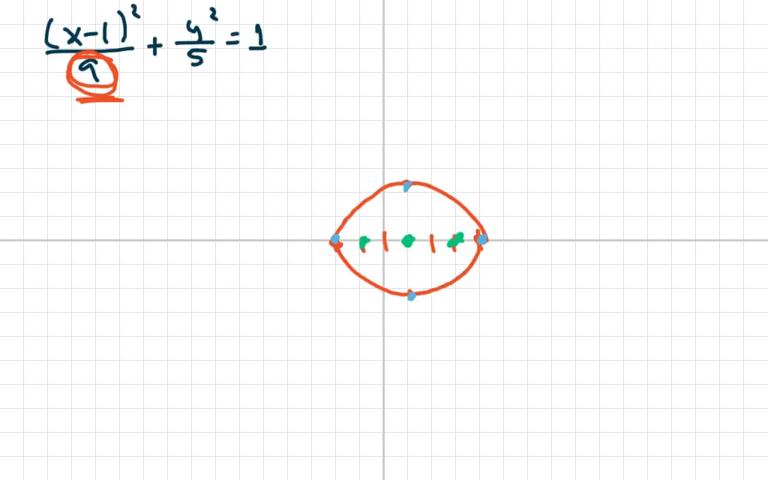 (x-1)²/9 + y²/5 = 1